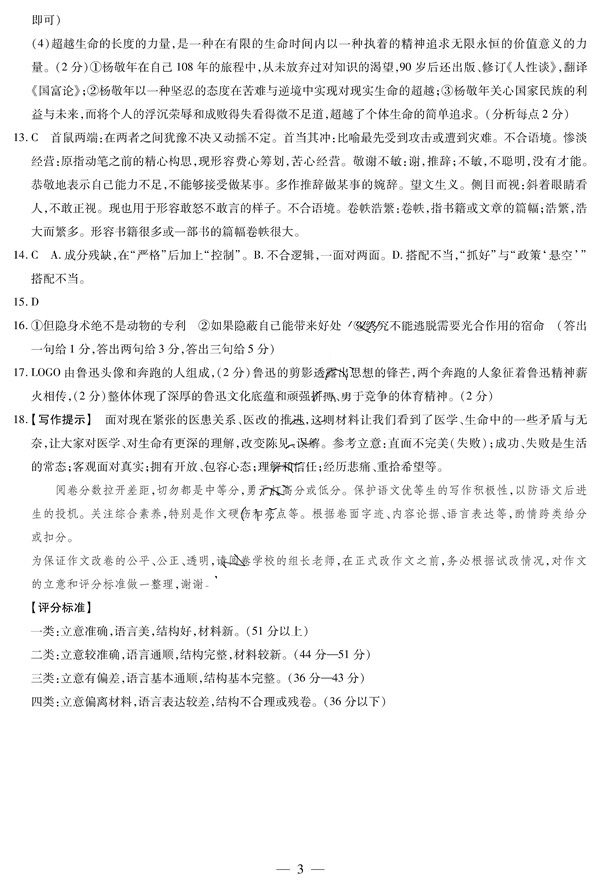 即可）
(4)超越生命的长度的力量,是一种在有限的生命时间内以一种执着的精神追求无限永恒的价值意义的力
量。(2分)①杨敬年在自己108年的旅程中,从未放弃过对知识的渴望,90岁后还出版、修订《人性谈》,翻译
《国富论》;②杨敬年以一种坚忍的态度在苦难与逆境中实现对现实生命的超越;③杨敬年关心国家民族的利
益与未来,而将个人的浮沉荣辱和成败得失看得微不足道,超越了个体生命的简单追求。(分析每点2分)
13. C 首鼠两端:在两者之间犹豫不决又动摇不定。首当其冲:比喻最先受到攻击或遭到灾难。不合语境。惨淡
经营:原指动笔之前的精心构思,现形容费心筹划,苦心经营。敬谢不敏:谢,推辞;不敏,不聪明,没有才能。
恭敬地表示自己能力不足,不能够接受做某事。多作推辞做某事的婉辞。望文生义。侧目而视:斜着眼睛看
人,不敢正视。现也用于形容敢怒不敢言的样子。不合语境。卷帙浩繁:卷帙,指书籍或文章的篇幅;浩繁,浩
大而繁多。形容书籍很多或一部书的篇幅卷帙很大。
14. C A. 成分残缺,在“严格”后加上“控制”。B. 不合逻辑,一面对两面。D. 搭配不当,“抓好”与“政策‘悬空’”
搭配不当。
15. D
16. ①但隐身术绝不是动物的专利 ②如果隐蔽自己能带来好处 ③终究不能逃脱需要光合作用的宿命 (答出
一句给1分,答出两句给3分,答出三句给5分)
17. LOGO由鲁迅头像和奔跑的人组成,(2分)鲁迅的剪影透露出思想的锋芒,两个奔跑的人象征着鲁迅精神薪
火相传,(2分)整体体现了深厚的鲁迅文化底蕴和顽强拼搏、勇于竞争的体育精神。(2分)
18.【写作提示】 面对现在紧张的医患关系、医改的推进,这则材料让我们看到了医学、生命中的一些矛盾与无
奈,让大家对医学、对生命有更深的理解,改变陈见、误解。参考立意:直面不完美(失败);成功、失败是生活
的常态;客观面对真实;拥有开放、包容心态;理解和信任;经历悲痛、重拾希望等。
阅卷分数拉开差距,切勿都是中等分,勇于打高分或低分。保护语文优等生的写作积极性,以防语文后进
生的投机。关注综合素养,特别是作文硬伤和亮点等。根据卷面字迹、内容论据、语言表达等,酌情跨类给分
或扣分。
为保证作文改卷的公平、公正、透明,请阅卷学校的组长老师,在正式改作文之前,务必根据试改情况,对作文
的立意和评分标准做一整理,谢谢。
【评分标准】
一类:立意准确,语言美,结构好,材料新。(51分以上)
二类:立意较准确,语言通顺,结构完整,材料较新。(44分—51分)
三类:立意有偏差,语言基本通顺,结构基本完整。(36分—43分)
四类:立意偏离材料,语言表达较差,结构不合理或残卷。(36分以下)
— 3 —